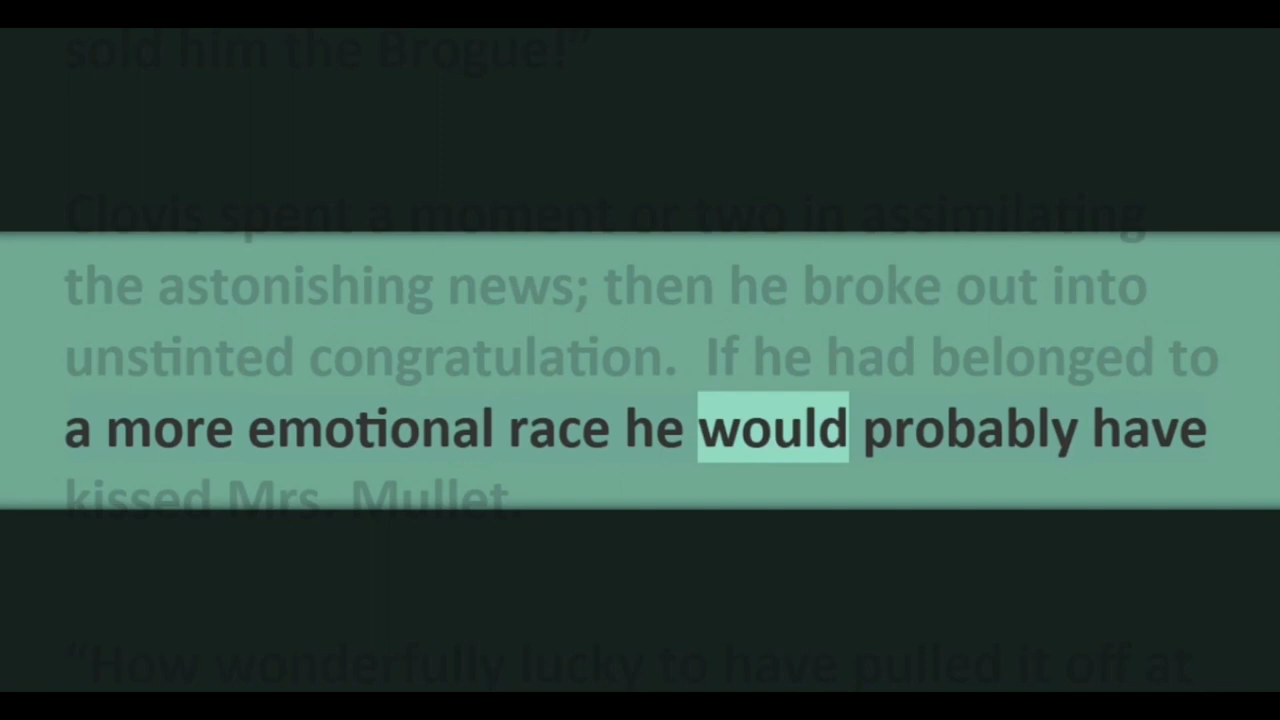 sold him the Brogue!”
Clovis spent a moment or two in assimilating
the astonishing news; then he broke out into
unstinted congratulation.  If he had belonged to
a more emotional race he would probably have
kissed Mrs. Mullet.
“How wonderfully lucky to have pulled it off at